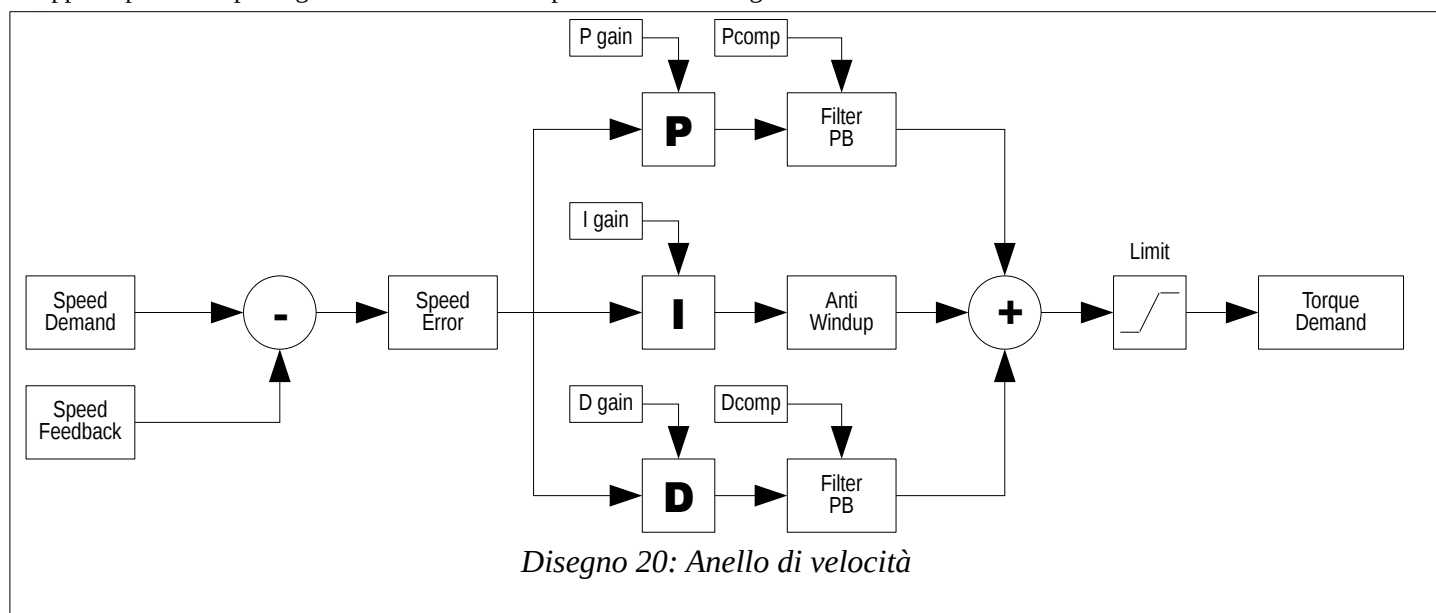 P gain
Pcomp
P
Filter
PB
I gain
Limit
Speed
Demand
-
Speed
Error
I
Anti
Windup
+
Torque
Demand
Speed
Feedback
D gain
Dcomp
D
Filter
PB
Disegno 20: Anello di velocità